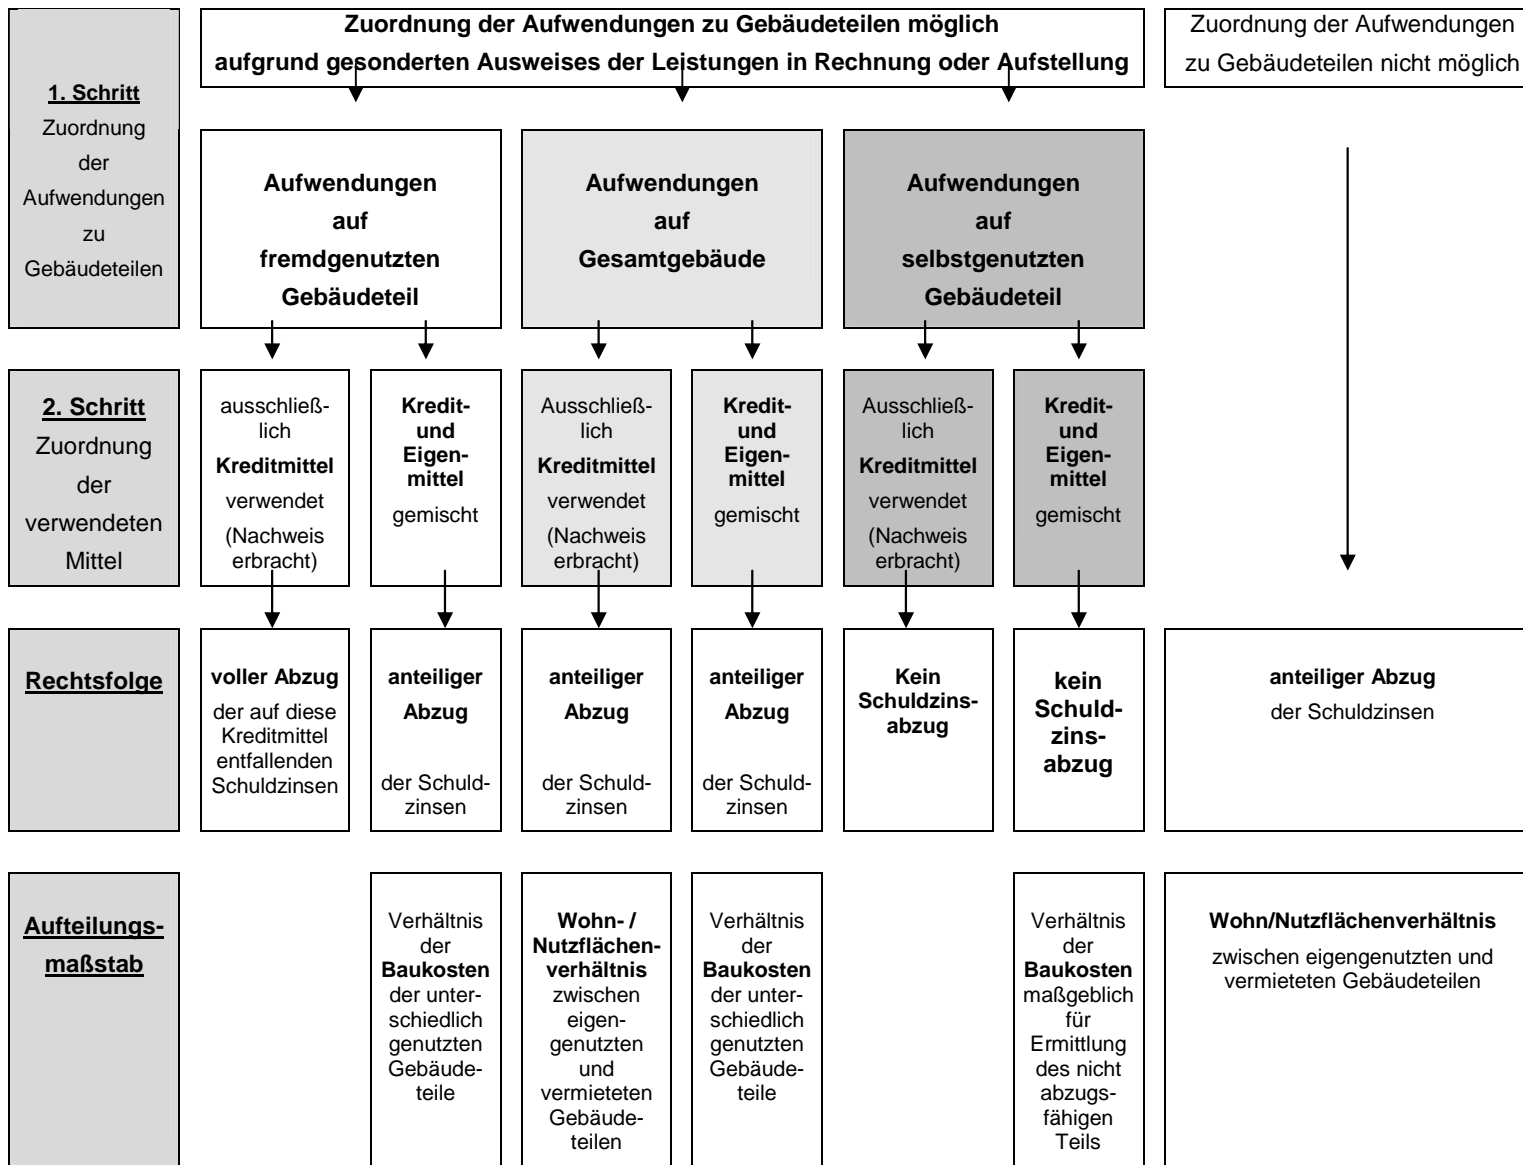 Zuordnung der Aufwendungen zu Gebäudeteilen möglich
aufgrund gesonderten Ausweises der Leistungen in Rechnung oder Aufstellung
Zuordnung der Aufwendungen
zu Gebäudeteilen nicht möglich
1. Schritt
Zuordnung
der
Aufwendungen
zu
Gebäudeteilen
Aufwendungen
auf
fremdgenutzten
Gebäudeteil
Aufwendungen
auf
Gesamtgebäude
Aufwendungen
auf
selbstgenutzten
Gebäudeteil
2. Schritt
Zuordnung
der
verwendeten
Mittel
ausschließ-
lich
Kreditmittel
verwendet
(Nachweis
erbracht)
Kredit-
und
Eigen-
mittel
gemischt
Ausschließ-
lich
Kreditmittel
verwendet
(Nachweis
erbracht)
Kredit-
und
Eigen-
mittel
gemischt
Ausschließ-
lich
Kreditmittel
verwendet
(Nachweis
erbracht)
Kredit-
und
Eigen-
mittel
gemischt
Rechtsfolge
voller Abzug
der auf diese
Kreditmittel
entfallenden
Schuldzinsen
anteiliger
Abzug
der Schuld-
zinsen
anteiliger
Abzug
der Schuld-
zinsen
anteiliger
Abzug
der Schuld-
zinsen
Kein
Schuldzins-
abzug
kein
Schuld-
zins-
abzug
anteiliger Abzug
der Schuldzinsen
Aufteilungs-
maßstab
Verhältnis
der
Baukosten
der unter-
schiedlich
genutzten
Gebäude-
teile
Wohn- /
Nutzflächen-
verhältnis
zwischen
eigen-
genutzten
und
vermieteten
Gebäude-
teilen
Verhältnis
der
Baukosten
der unter-
schiedlich
genutzten
Gebäude-
teile
Verhältnis
der
Baukosten
maßgeblich
für
Ermittlung
des nicht
abzugs-
fähigen
Teils
Wohn/Nutzflächenverhältnis
zwischen eigengenutzten und
vermieteten Gebäudeteilen